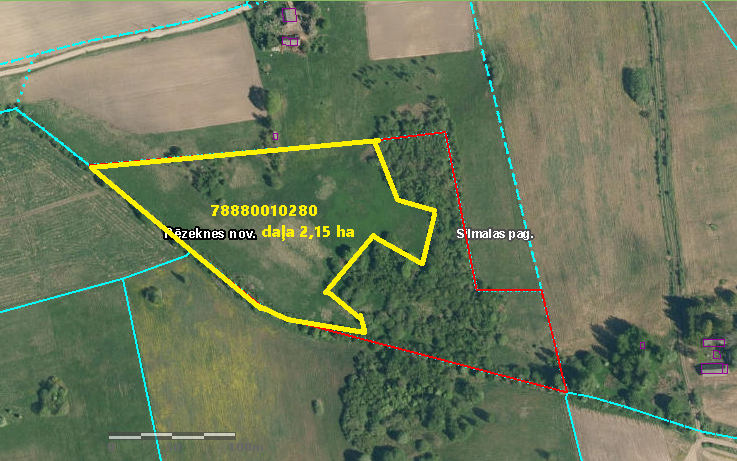 78880010280
Rēzeknes nov. daļa 2,15 ha
Silmalas pag.